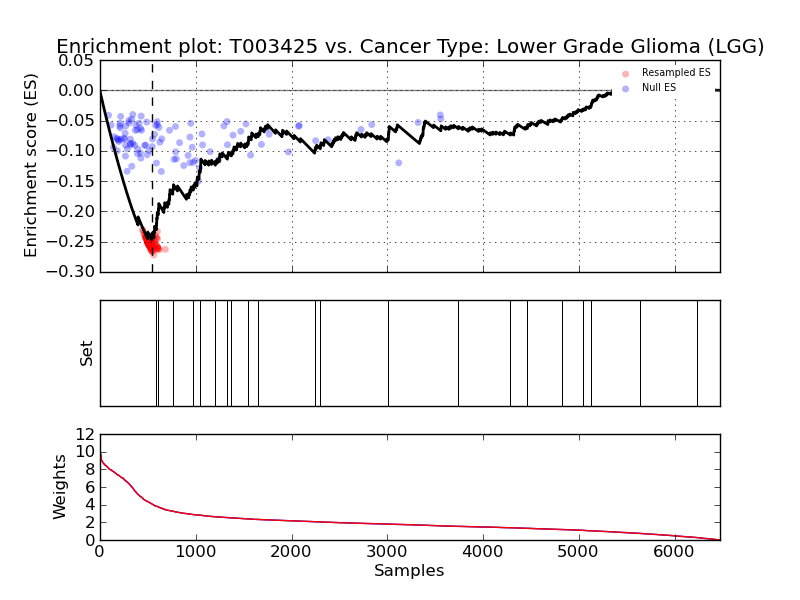 Enrichment plot: T003425 vs. Cancer Type: Lower Grade Glioma (LGG)
Enrichment score (ES)
0.05
0.00
−0.05
−0.10
−0.15
−0.20
−0.25
−0.30
Resampled ES
Null ES
Set
Weights
12
10
8
6
4
2
0
0 1000 2000 3000 4000 5000 6000
Samples